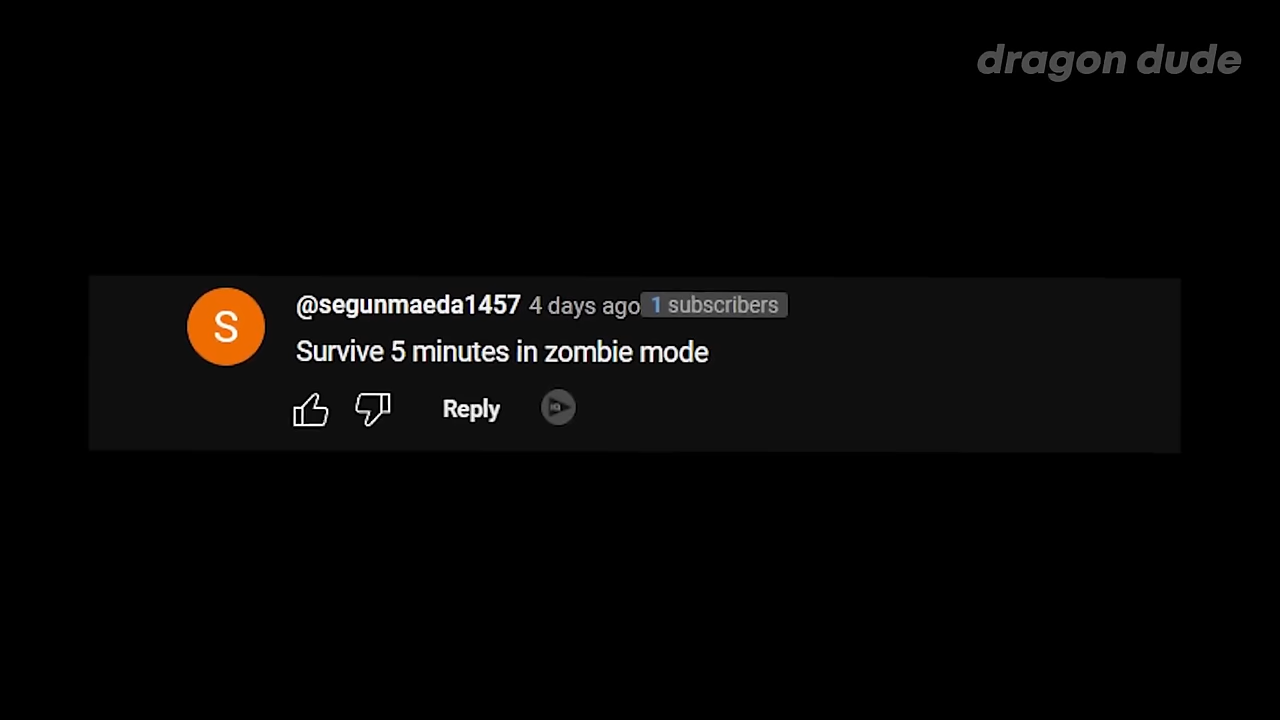 dragon dude
S
@segunmaeda1457 4 days ago 1 subscribers
Survive 5 minutes in zombie mode
Reply